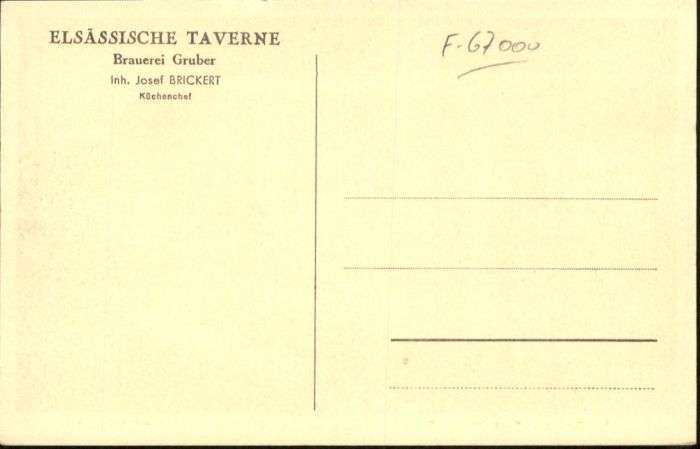 ELSÄSSISCHE TAVERNE
Brauerei Gruber
Inh. Josef BRICKERT
Küchenchef
F-67000